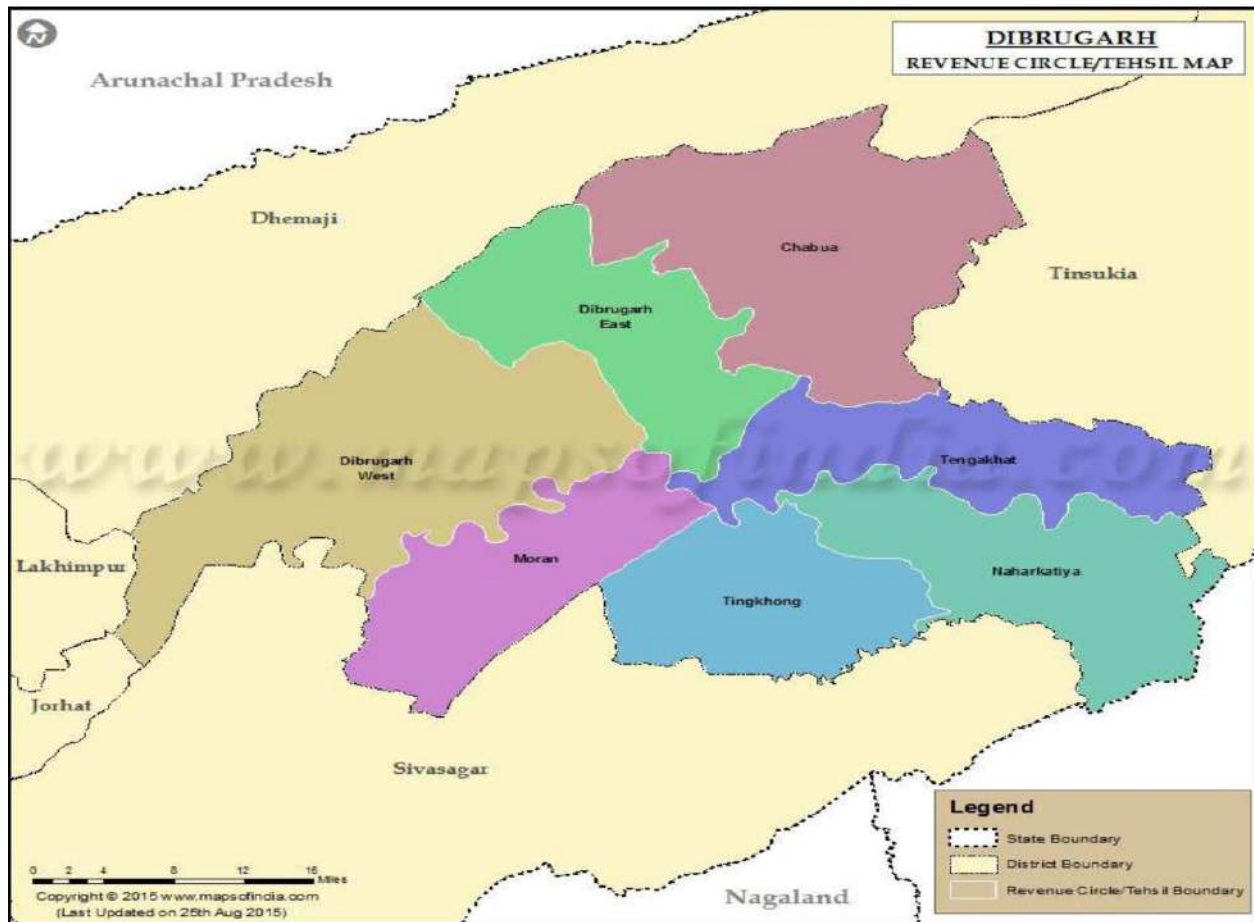 N
DIBRUGARH
REVENUE CIRCLE/TEHSIL MAP
Arunachal Pradesh
Dhemaji
Chabua
Tinsukia
Dibrugarh
East
www.mapsofindia.com
Dibrugarh
West
Tengakhat
Lakhimpur
Moran
Naharkatiya
Tingkhong
Jorhat
Sivasagar
Legend
State Boundary
District Boundary
Revenue Circle/Tehsil Boundary
0 2 4 8 12 16
Miles
Copyright © 2015 www.mapsofindia.com
(Last Updated on 25th Aug 2015)
Nagaland